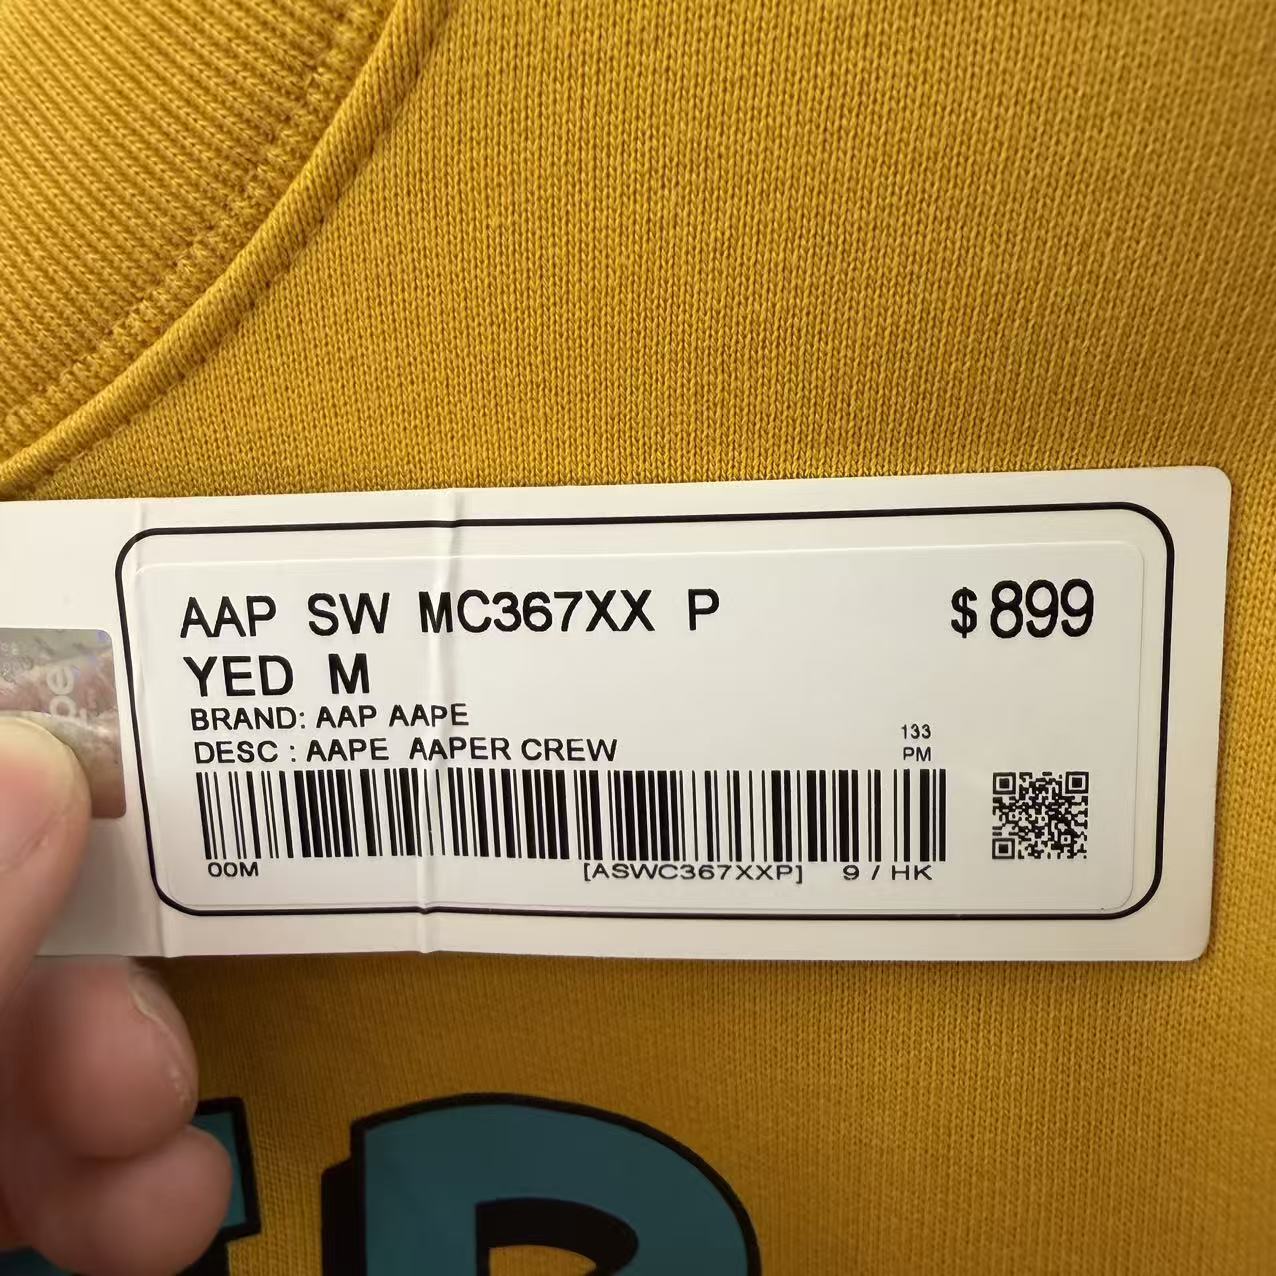 AAP SW MC367XX P
$899
YED M
BRAND: AAP AAPE
DESC : AAPE AAPER CREW
133
PM
00M
[ASWC367XXP]
9 / HK